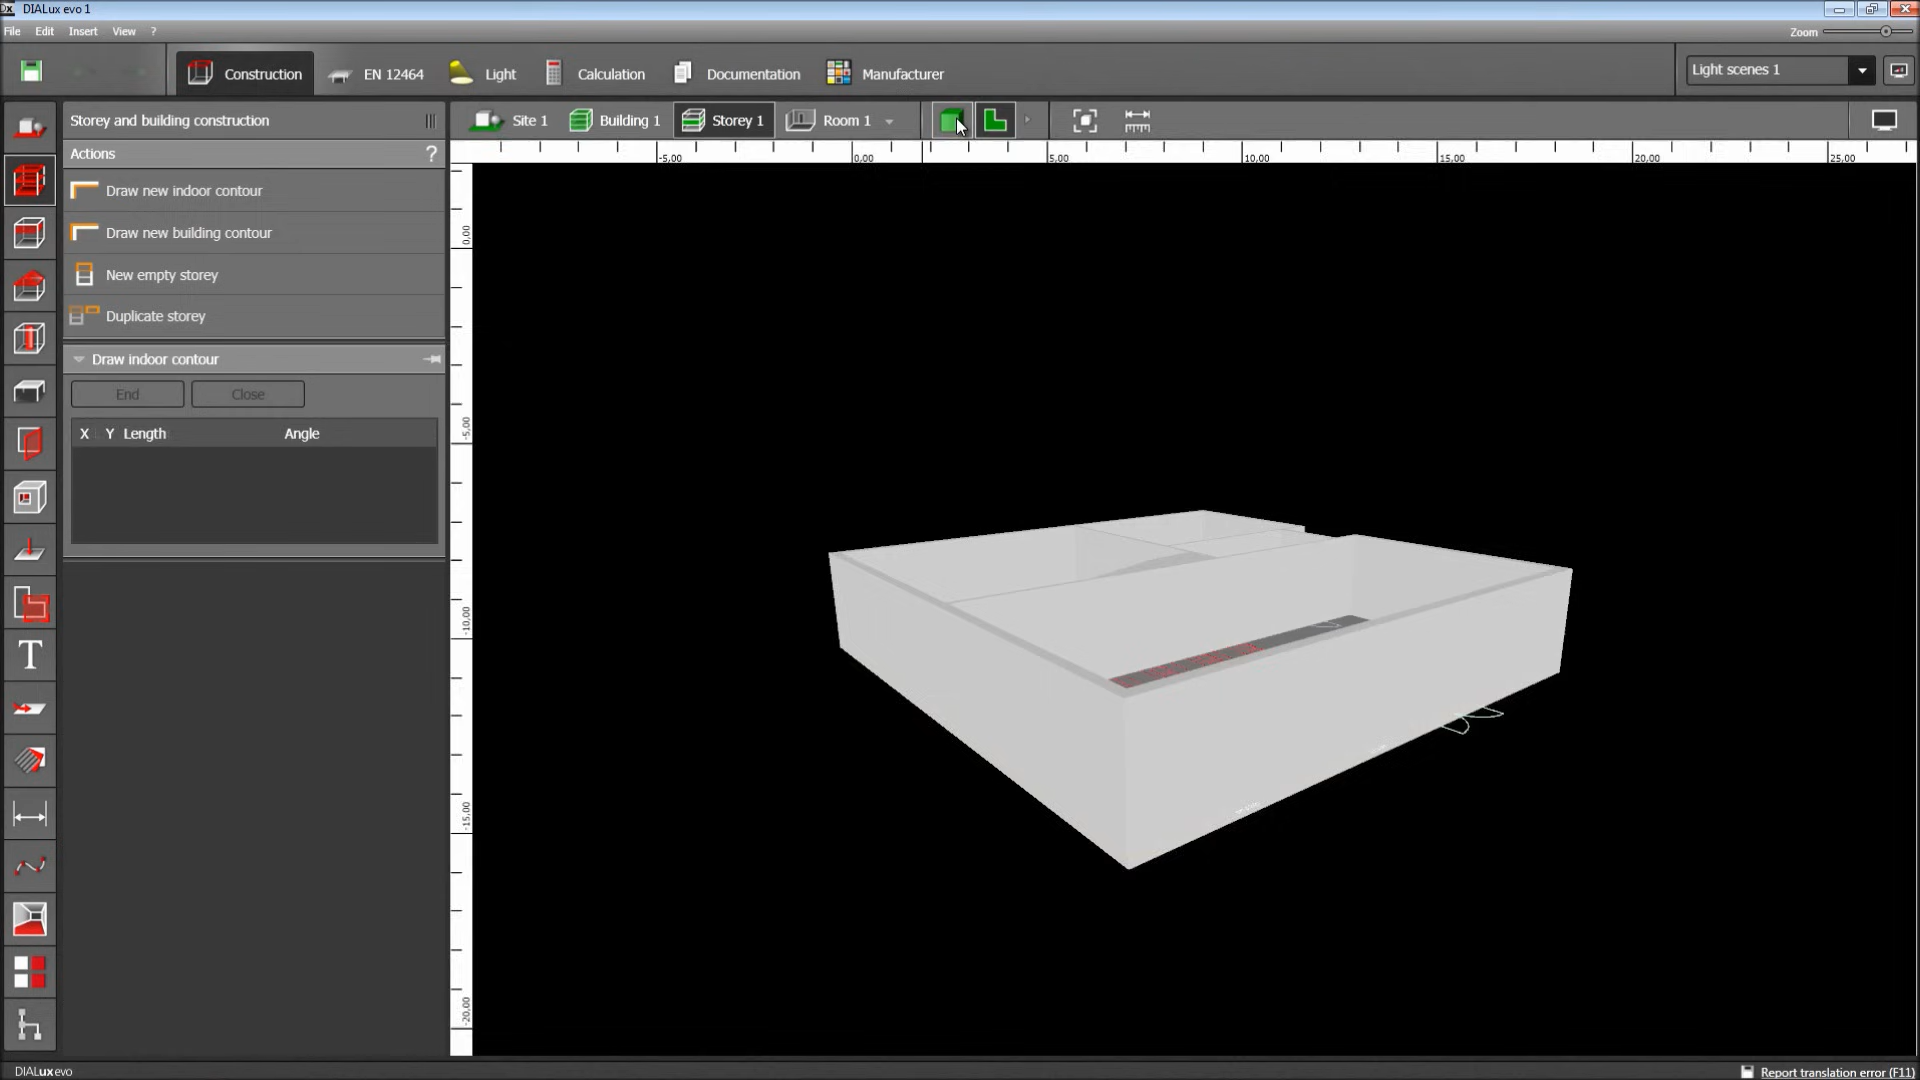 DIALux evo 1
File Edit Insert View ?
Zoom
Construction EN 12464 Light Calculation Documentation Manufacturer Light scenes 1
Storey and building construction Site 1 Building 1 Storey 1 Room 1
Actions ?
-5,00 0,00 5,00 10,00 15,00 20,00 25,00
Draw new indoor contour
Draw new building contour
0,00
New empty storey
Duplicate storey
Draw indoor contour
End Close
-5,00
X Y Length Angle
-10,00
T
-15,00
-20,00
DIALux evo
Report translation error (F11)